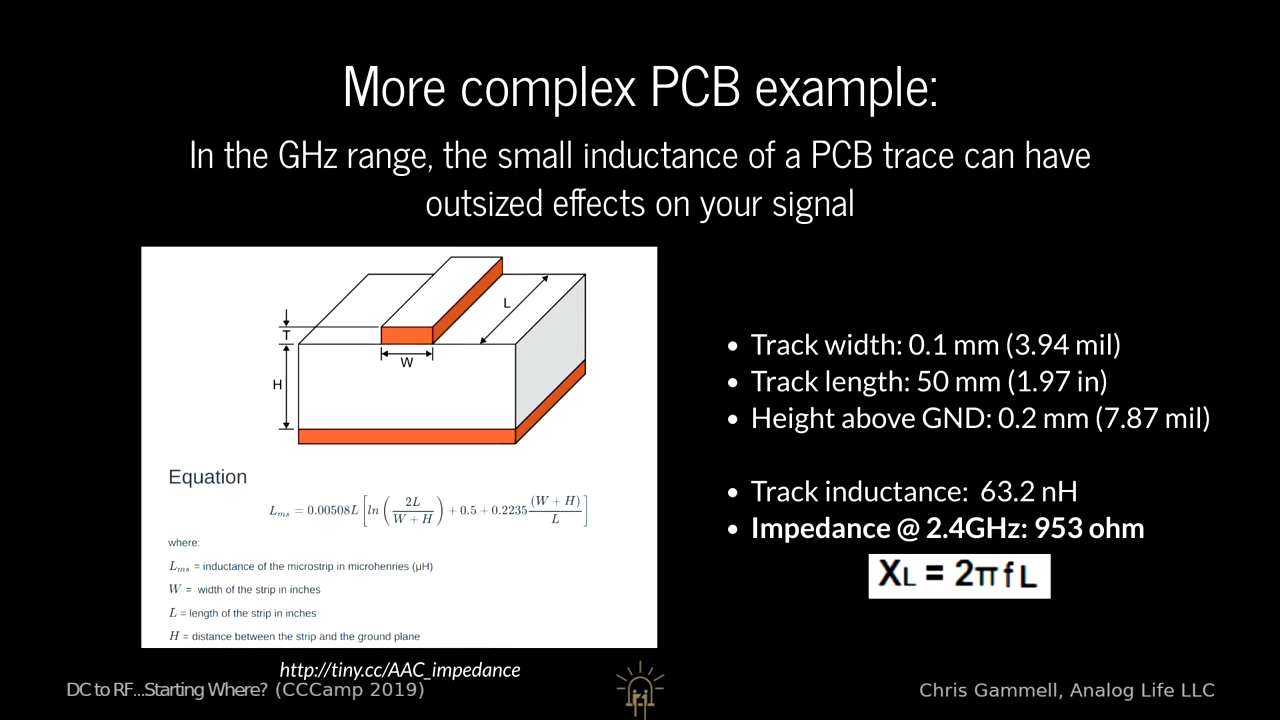 More complex PCB example:
In the GHz range, the small inductance of a PCB trace can have
outsized effects on your signal
T
H
W
L
Equation
L_{ms} = 0.00508L [ln (2L / (W + H)) + 0.5 + 0.2235 (W + H) / L]
where:
L_{ms} = inductance of the microstrip in microhenries (μH)
W = width of the strip in inches
L = length of the strip in inches
H = distance between the strip and the ground plane
http://tiny.cc/AAC_impedance
• Track width: 0.1 mm (3.94 mil)
• Track length: 50 mm (1.97 in)
• Height above GND: 0.2 mm (7.87 mil)
• Track inductance: 63.2 nH
• Impedance @ 2.4GHz: 953 ohm
XL = 2π f L
DC to RF...Starting Where? (CCCamp 2019)
Chris Gammell, Analog Life LLC